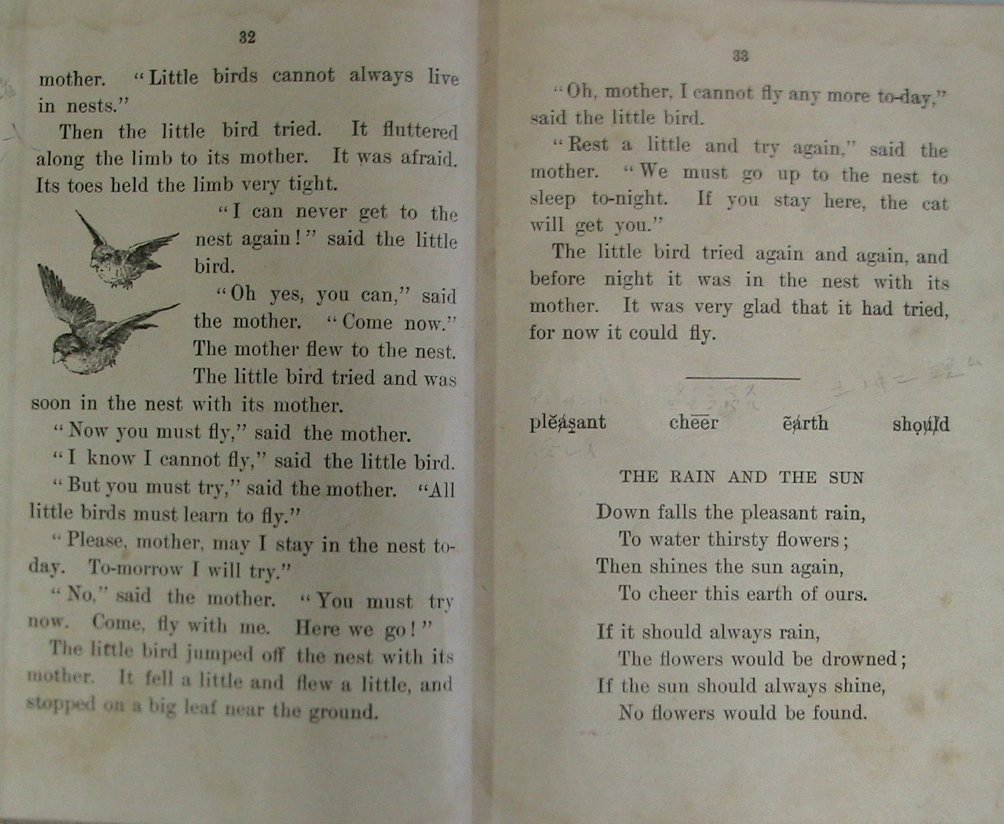 32
mother. “Little birds cannot always live
in nests.”
Then the little bird tried. It fluttered
along the limb to its mother. It was afraid.
Its toes held the limb very tight.
“I can never get to the
nest again!” said the little
bird.
“Oh yes, you can,” said
the mother. “Come now.”
The mother flew to the nest.
The little bird tried and was
soon in the nest with its mother.
“Now you must fly,” said the mother.
“I know I cannot fly,” said the little bird.
“But you must try,” said the mother. “All
little birds must learn to fly.”
“Please, mother, may I stay in the nest to-
day. To-morrow I will try.”
“No,” said the mother. “You must try
now. Come, fly with me. Here we go!”
The little bird jumped off the nest with its
mother. It fell a little and flew a little, and
stopped on a big leaf near the ground.
33
“Oh, mother, I cannot fly any more to-day,”
said the little bird.
“Rest a little and try again,” said the
mother. “We must go up to the nest to
sleep to-night. If you stay here, the cat
will get you.”
The little bird tried again and again, and
before night it was in the nest with its
mother. It was very glad that it had tried,
for now it could fly.
plĕa̸s̱ant che͞er ẽa̸rth sho̤u̸l̸d
THE RAIN AND THE SUN
Down falls the pleasant rain,
To water thirsty flowers;
Then shines the sun again,
To cheer this earth of ours.
If it should always rain,
The flowers would be drowned;
If the sun should always shine,
No flowers would be found.